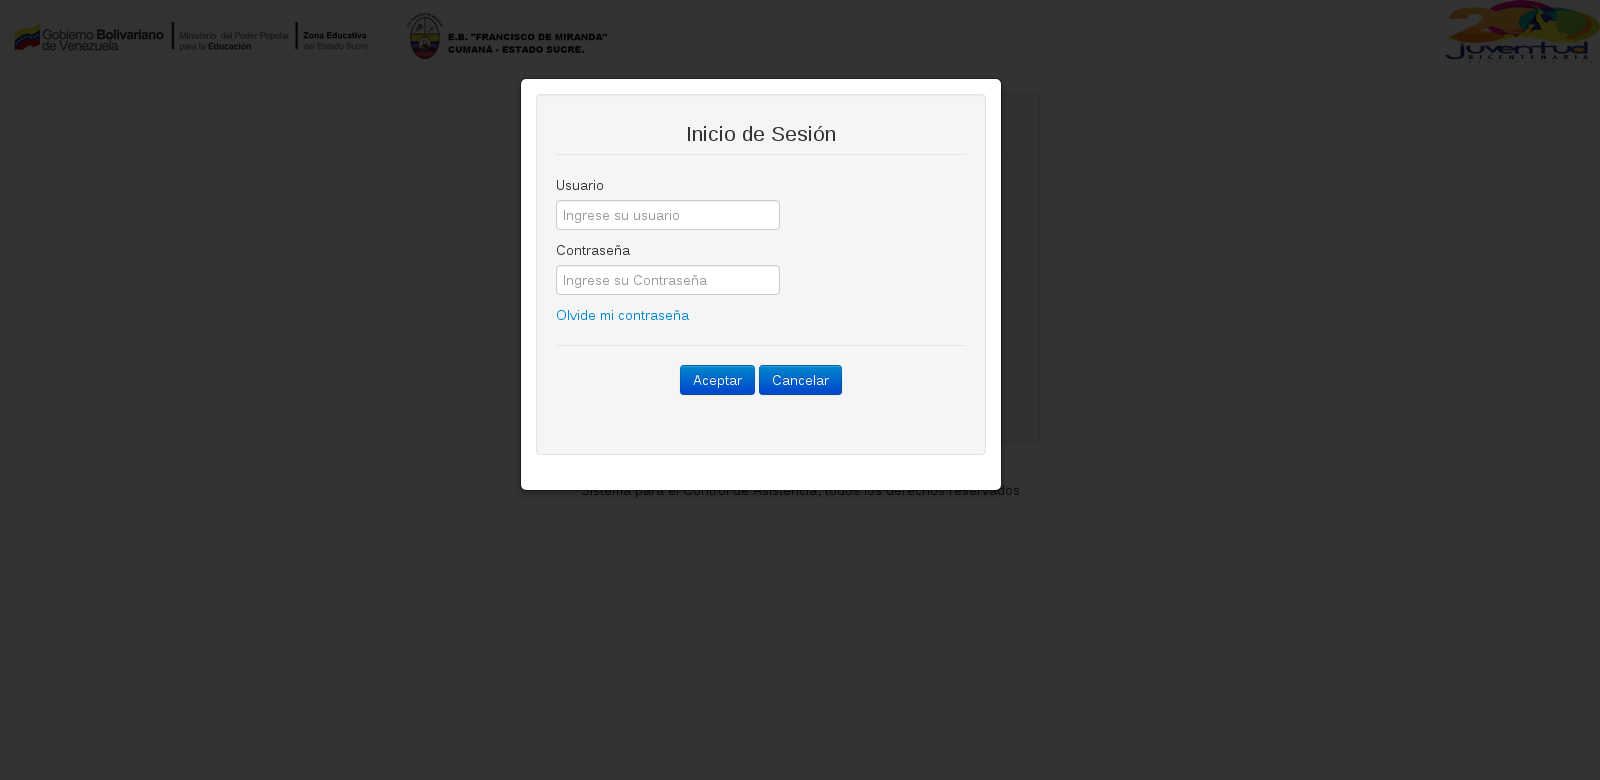 Gobierno Bolivariano
de Venezuela
Ministerio del Poder Popular
para la Educación
Zona Educativa
del Estado Sucre
E.B. "FRANCISCO DE MIRANDA"
CUMANÁ - ESTADO SUCRE.
200
juventud
BICENTENARIA
Inicio de Sesión
Usuario
Ingrese su usuario
Contraseña
Ingrese su Contraseña
Olvide mi contraseña
Aceptar Cancelar
Sistema para el Control de Asistencia, todos los derechos reservados